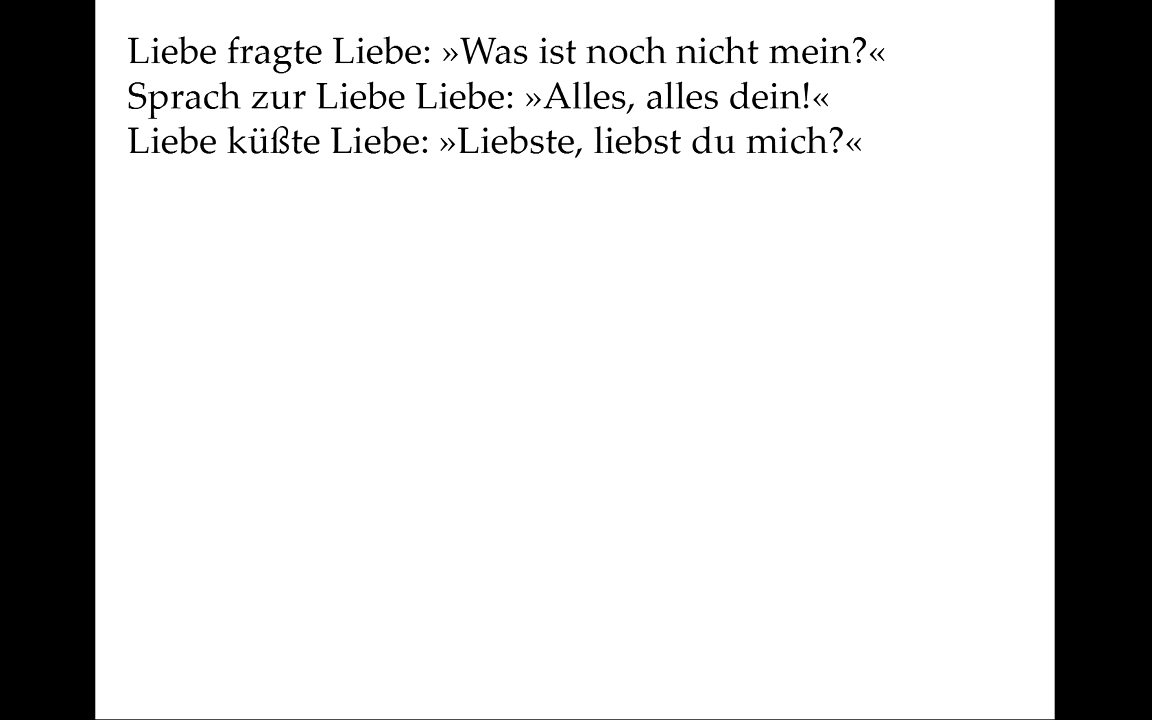 Liebe fragte Liebe: »Was ist noch nicht mein?«
Sprach zur Liebe Liebe: »Alles, alles dein!«
Liebe küßte Liebe: »Liebste, liebst du mich?«